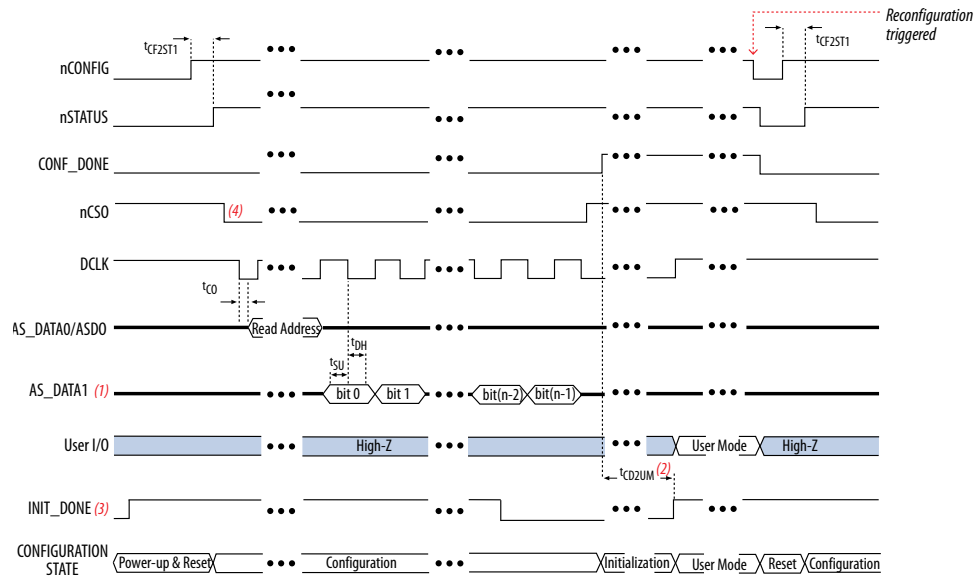 Reconfiguration
triggered
tCF2ST1
tCF2ST1
nCONFIG
nSTATUS
CONF_DONE
nCSO
(4)
DCLK
tCO
AS_DATA0/ASDO
Read Address
tSU
tDH
AS_DATA1 (1)
bit 0
bit 1
bit(n-2)
bit(n-1)
User I/O
High-Z
User Mode
High-Z
tCD2UM (2)
INIT_DONE (3)
CONFIGURATION
STATE
Power-up & Reset
Configuration
Initialization
User Mode
Reset
Configuration